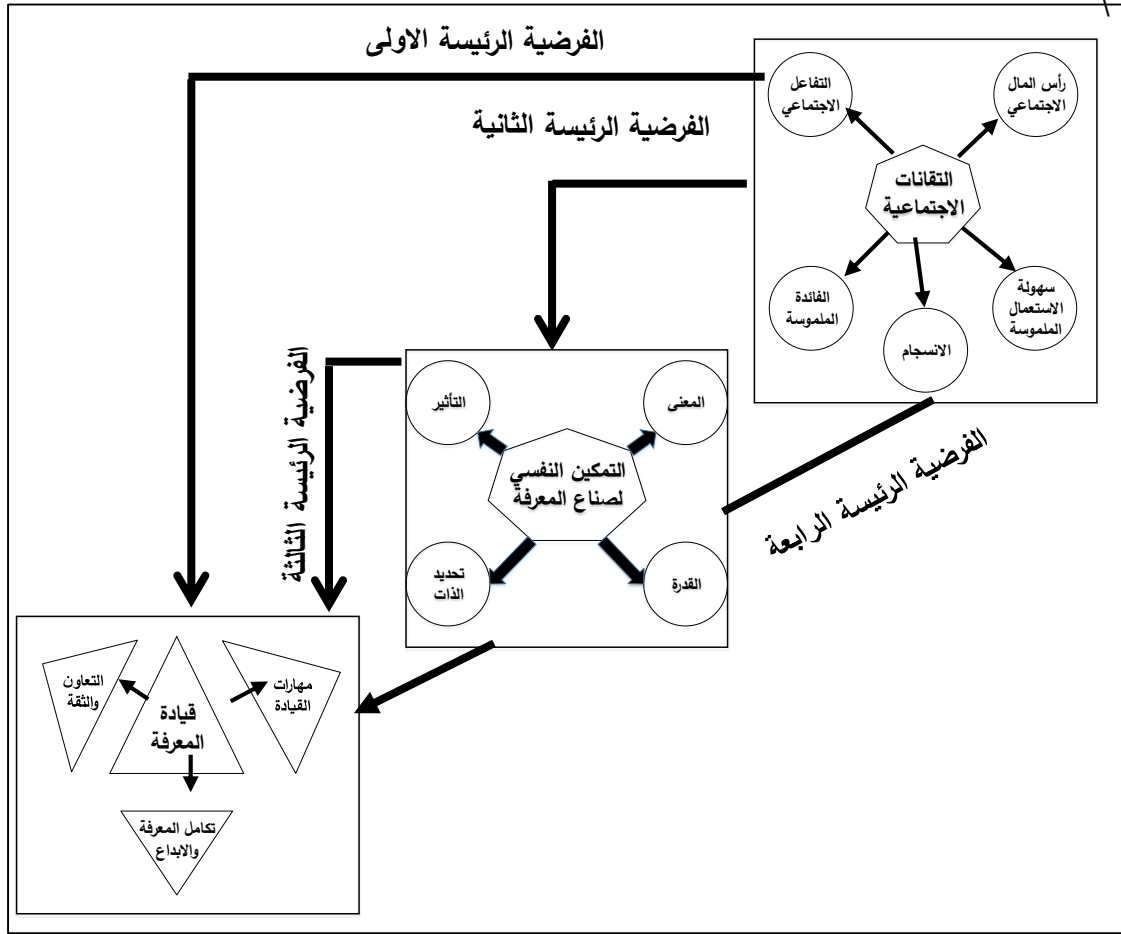 الفرضية الرئيسة الاولى
الفرضية الرئيسة الثانية
رأس المال
الاجتماعي
التفاعل
الاجتماعي
التقانات
الاجتماعية
سهولة
الاستعمال
الملموسة
الانسجام
الفائدة
الملموسة
الفرضية الرئيسة الثالثة
الفرضية الرئيسة الرابعة
المعنى
التأثير
التمكين النفسي
لصناع المعرفة
القدرة
تحديد
الذات
مهارات
القيادة
قيادة
المعرفة
التعاون
والثقة
تكامل المعرفة
والابداع